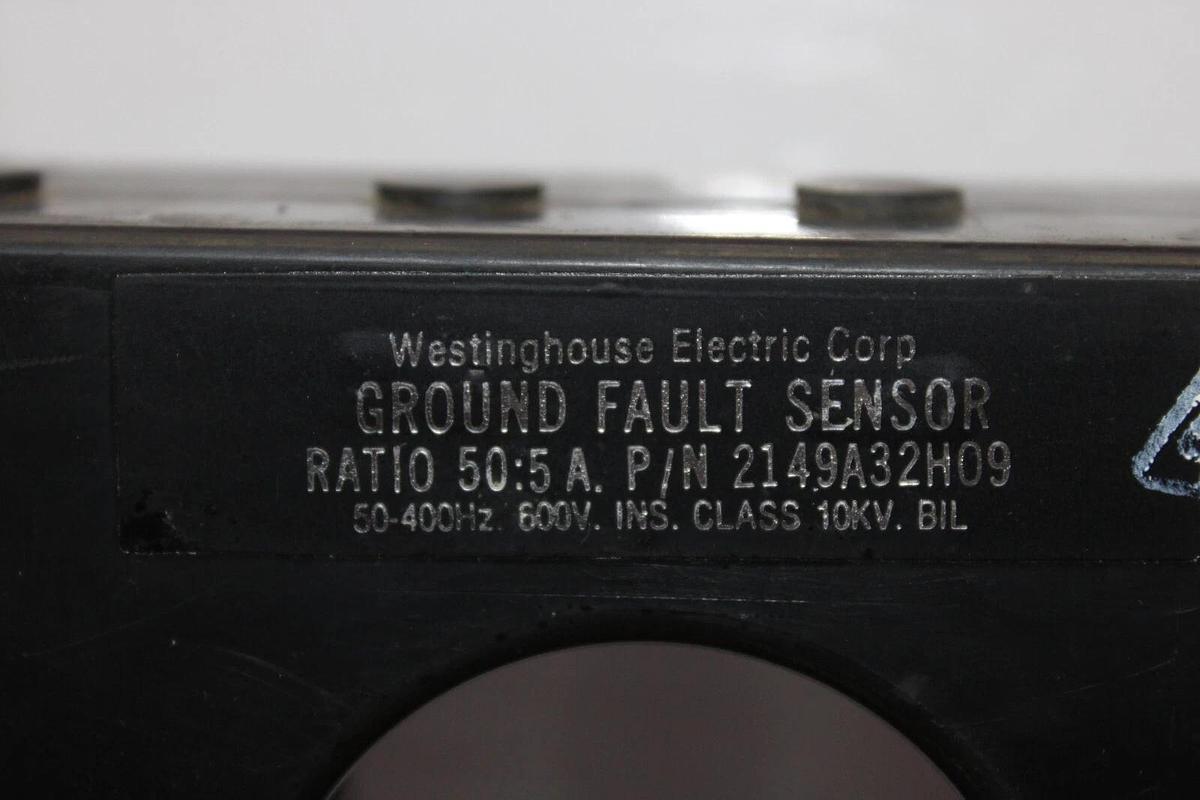 Westinghouse Electric Corp
GROUND FAULT SENSOR
RATIO 50:5 A. P/N 2149A32H09
50-400Hz. 600V. INS. CLASS 10KV. BIL